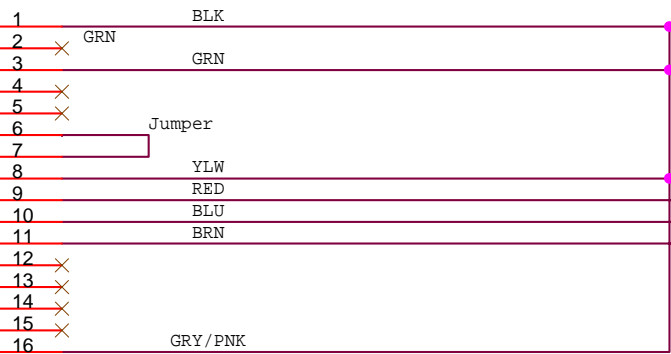 1 BLK
2 GRN
3 GRN
4
5
6 Jumper
7
8 YLW
9 RED
10 BLU
11 BRN
12
13
14
15
16 GRY/PNK